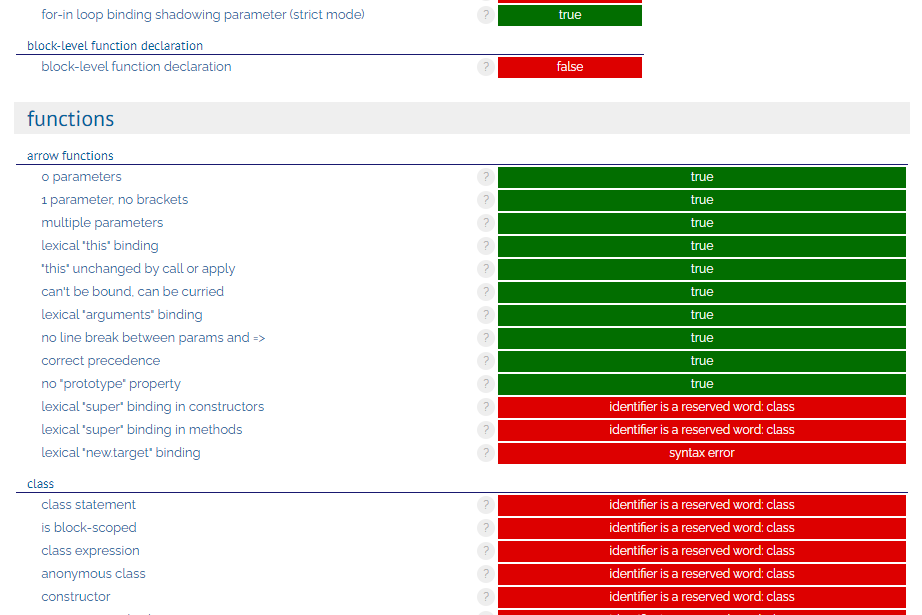 for-in loop binding shadowing parameter (strict mode) ? true
block-level function declaration
block-level function declaration ? false
functions
arrow functions
0 parameters ? true
1 parameter, no brackets ? true
multiple parameters ? true
lexical "this" binding ? true
"this" unchanged by call or apply ? true
can't be bound, can be curried ? true
lexical "arguments" binding ? true
no line break between params and => ? true
correct precedence ? true
no "prototype" property ? true
lexical "super" binding in constructors ? identifier is a reserved word: class
lexical "super" binding in methods ? identifier is a reserved word: class
lexical "new.target" binding ? syntax error
class
class statement ? identifier is a reserved word: class
is block-scoped ? identifier is a reserved word: class
class expression ? identifier is a reserved word: class
anonymous class ? identifier is a reserved word: class
constructor ? identifier is a reserved word: class